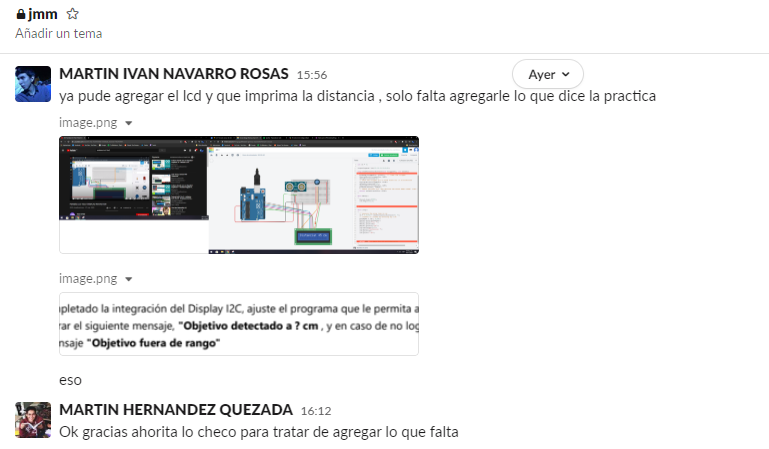 jmm
Añadir un tema
Ayer
MARTIN IVAN NAVARRO ROSAS 15:56
ya pude agregar el lcd y que imprima la distancia , solo falta agregarle lo que dice la practica
image.png
image.png
pletado la integración del Display I2C, ajuste el programa que le permita a
rar el siguiente mensaje, "Objetivo detectado a ? cm , y en caso de no log
nsaje "Objetivo fuera de rango"
eso
MARTIN HERNANDEZ QUEZADA 16:12
Ok gracias ahorita lo checo para tratar de agregar lo que falta